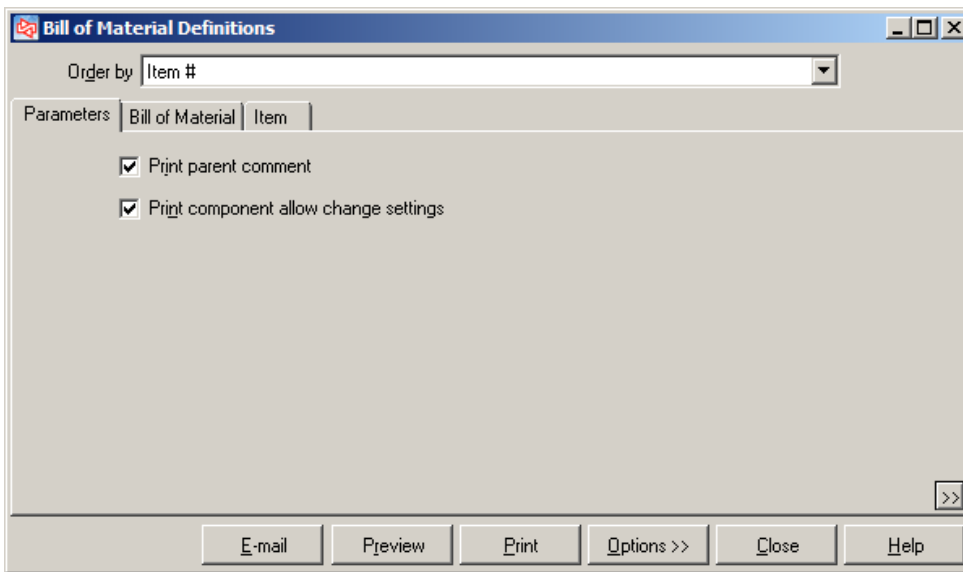 Bill of Material Definitions
Order by Item #
Parameters Bill of Material Item
Print parent comment
Print component allow change settings
>>
E-mail Preview Print Options >> Close Help